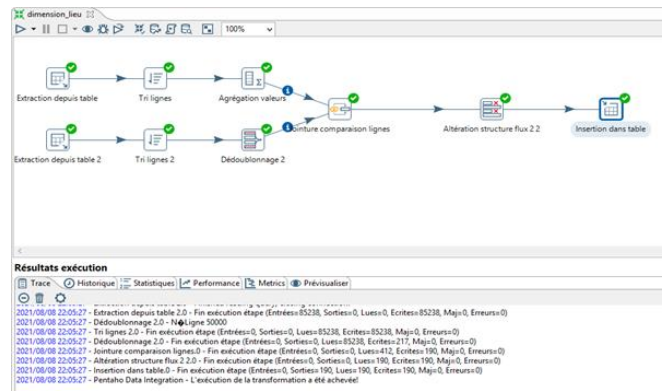 dimension_lieu
100%
Extraction depuis table
Tri lignes
Agrégation valeurs
Jointure comparaison lignes
Altération structure flux 2.2
Insertion dans table
Extraction depuis table 2
Tri lignes 2
Dédoublonnage 2
Résultats exécution
Trace Historique Statistiques Performance Metrics Prévisualiser
2021/08/08 22:05:27 - Extraction depuis table 2.0 - Fin exécution étape (Entrées=85238, Sorties=0, Lues=0, Ecrites=85238, Maj=0, Erreurs=0)
2021/08/08 22:05:27 - Dédoublonnage 2.0 - N�Ligne 50000
2021/08/08 22:05:27 - Tri lignes 2.0 - Fin exécution étape (Entrées=0, Sorties=0, Lues=85238, Ecrites=85238, Maj=0, Erreurs=0)
2021/08/08 22:05:27 - Dédoublonnage 2.0 - Fin exécution étape (Entrées=0, Sorties=0, Lues=85238, Ecrites=217, Maj=0, Erreurs=0)
2021/08/08 22:05:27 - Jointure comparaison lignes.0 - Fin exécution étape (Entrées=0, Sorties=0, Lues=412, Ecrites=190, Maj=0, Erreurs=0)
2021/08/08 22:05:27 - Altération structure flux 2 2.0 - Fin exécution étape (Entrées=0, Sorties=0, Lues=190, Ecrites=190, Maj=0, Erreurs=0)
2021/08/08 22:05:27 - Insertion dans table.0 - Fin exécution étape (Entrées=0, Sorties=190, Lues=190, Ecrites=190, Maj=0, Erreurs=0)
2021/08/08 22:05:27 - Pentaho Data Integration - L'exécution de la transformation a été achevée!